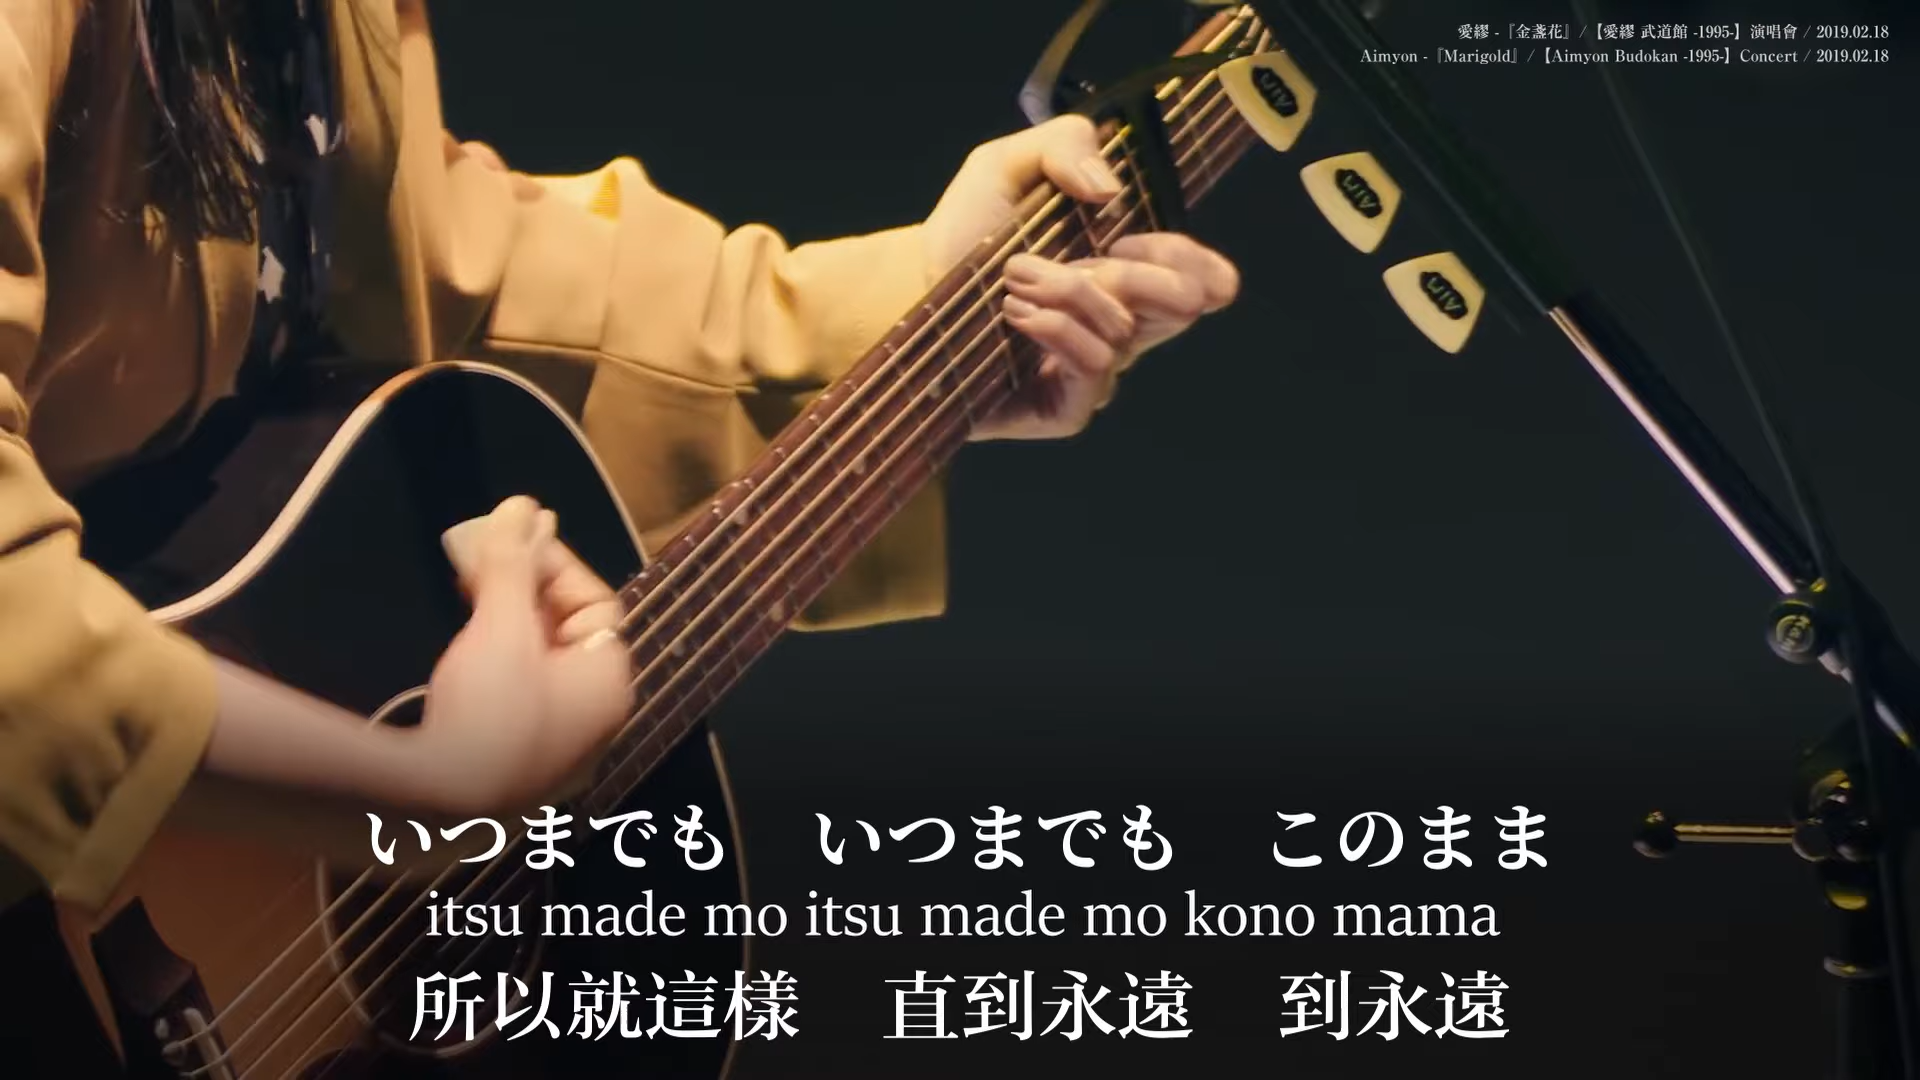 愛繆 -『金盞花』/【愛繆 武道館 -1995-】演唱會 / 2019.02.18
Aimyon -『Marigold』/【Aimyon Budokan -1995-】Concert / 2019.02.18
AIM
AIM
AIM
いつまでも　いつまでも　このまま
itsu made mo itsu made mo kono mama
所以就這樣　直到永遠　到永遠